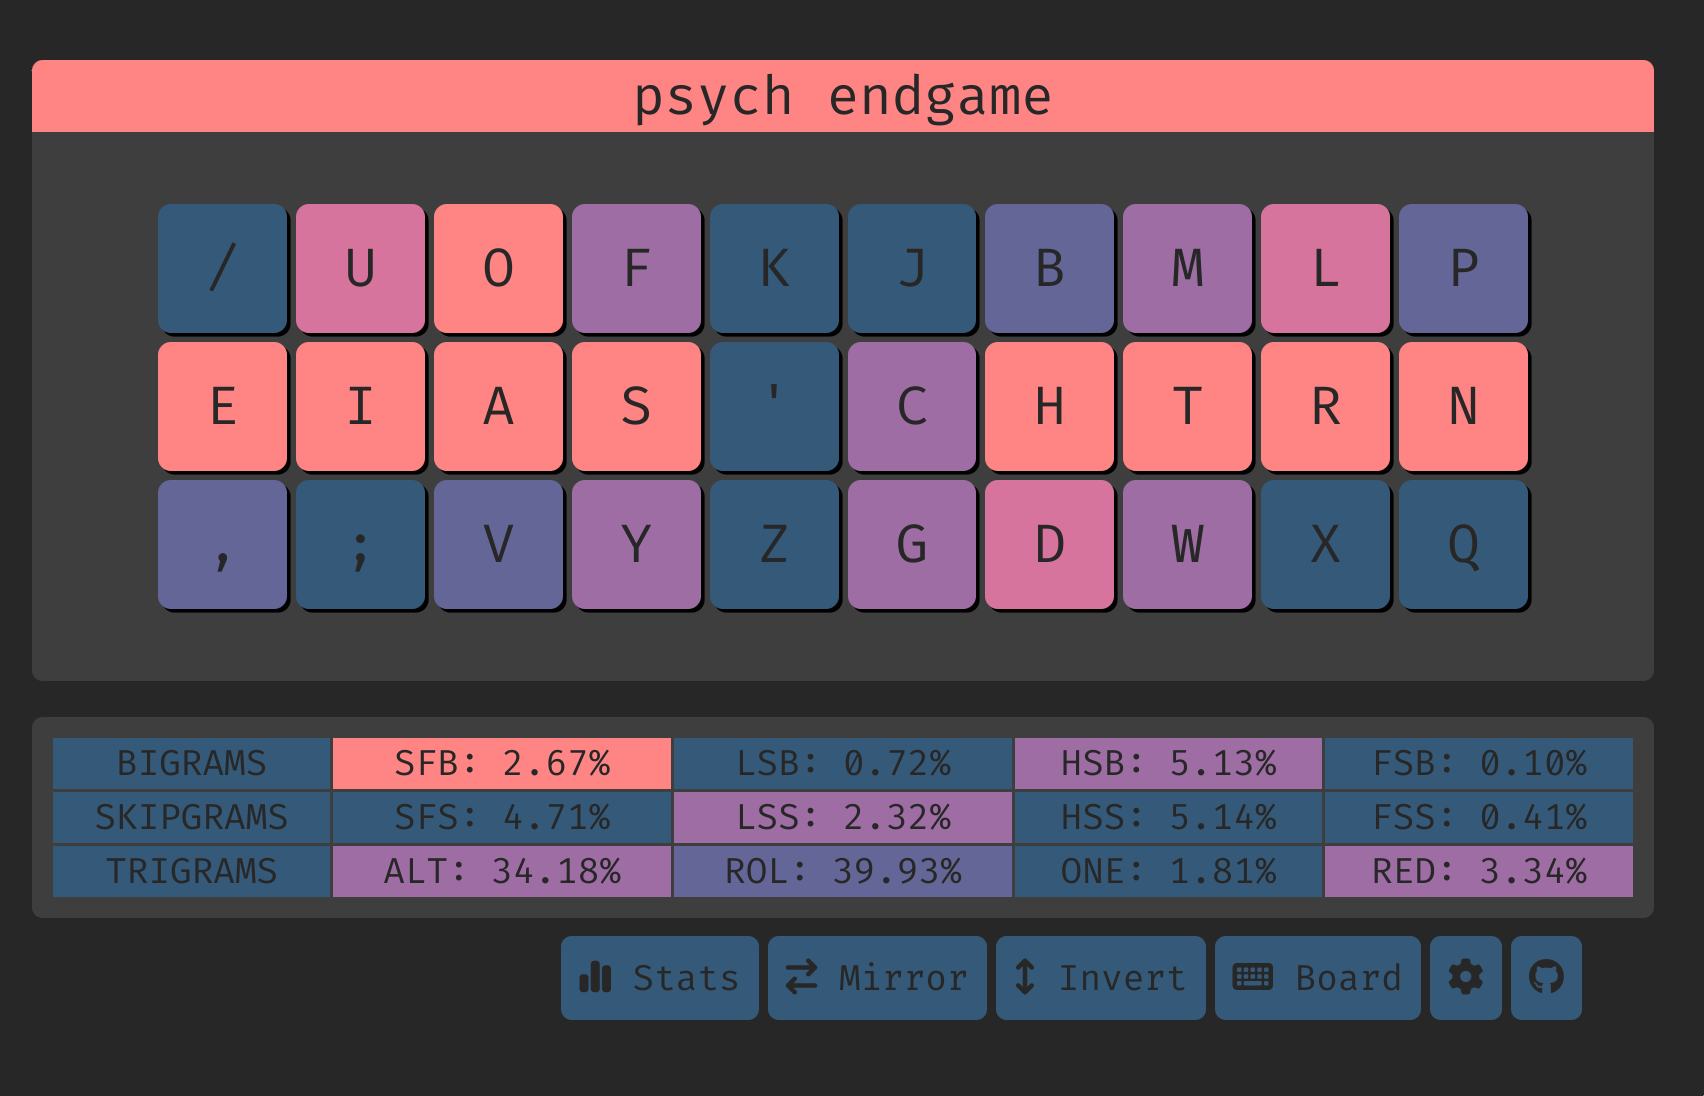 psych endgame
/ U O F K J B M L P
E I A S ' C H T R N
, ; V Y Z G D W X Q
BIGRAMS SFB: 2.67% LSB: 0.72% HSB: 5.13% FSB: 0.10%
SKIPGRAMS SFS: 4.71% LSS: 2.32% HSS: 5.14% FSS: 0.41%
TRIGRAMS ALT: 34.18% ROL: 39.93% ONE: 1.81% RED: 3.34%
Stats Mirror Invert Board